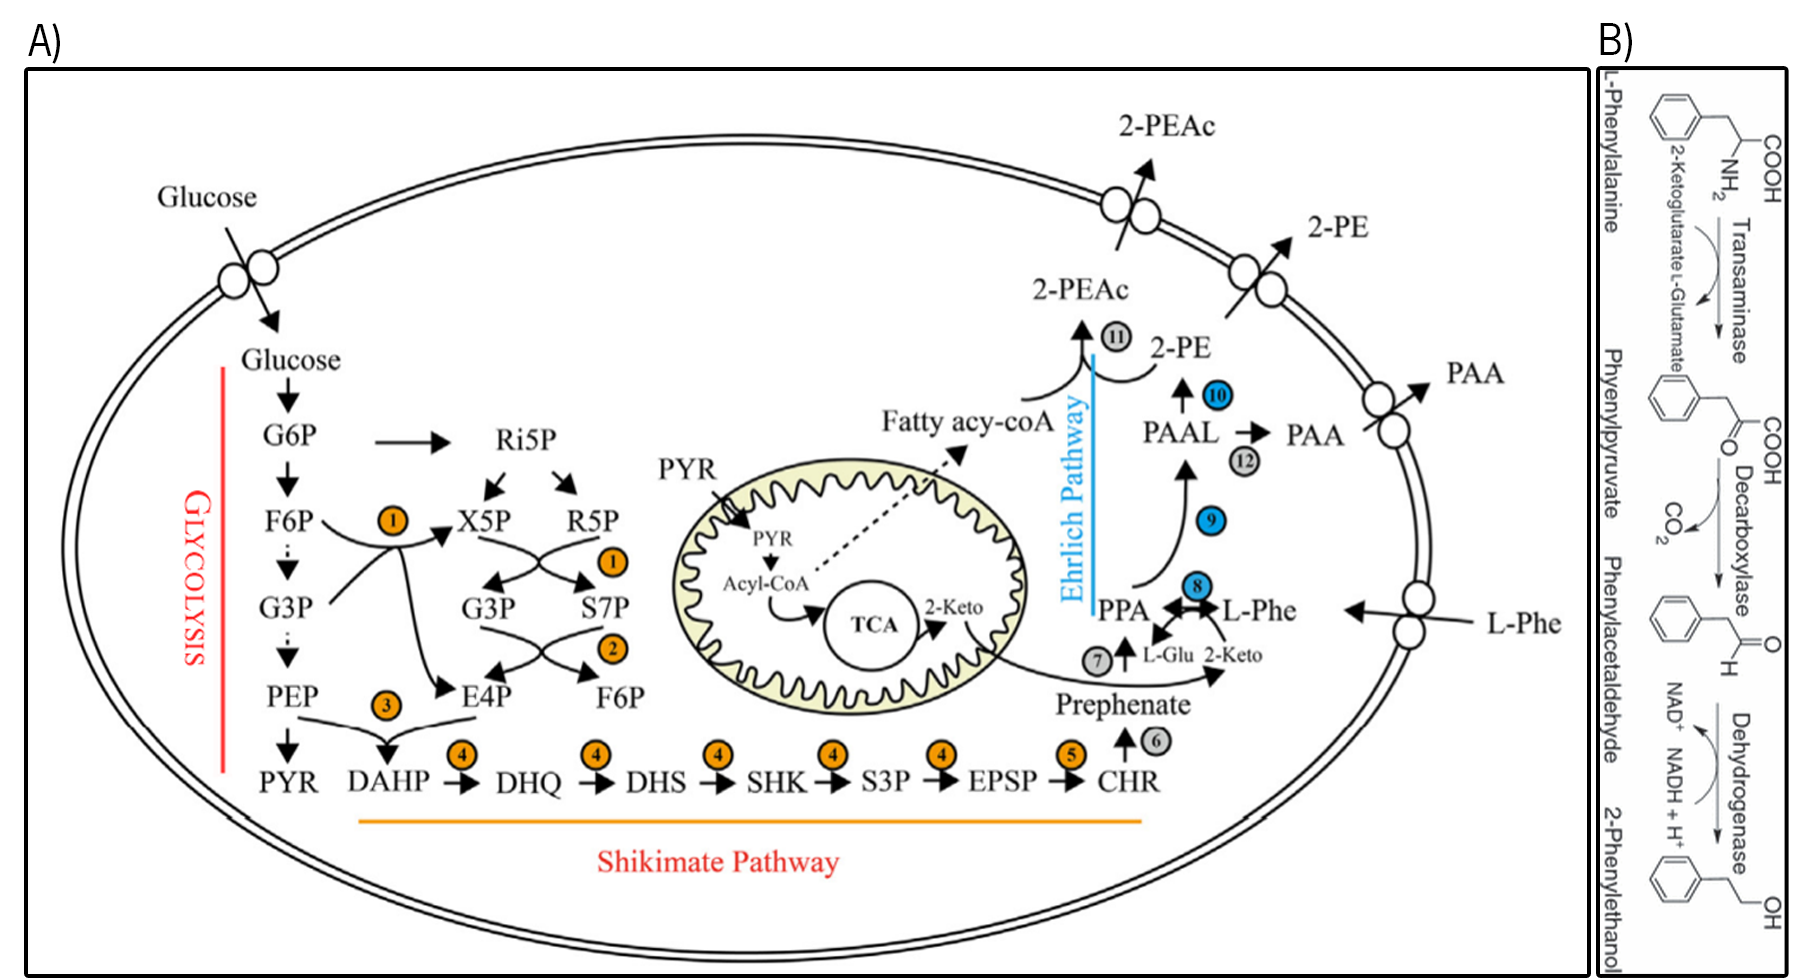 A)
B)
2-PEAc
Glucose
2-PE
2-PEAc
11
2-PE
Glucose
PAA
10
Fatty acy-coA
PAAL
PAA
12
G6P
Ri5P
PYR
Ehrlich Pathway
GLYCOLYSIS
F6P
1
X5P
R5P
9
PYR
1
Acyl-CoA
8
G3P
G3P
S7P
TCA
2-Keto
PPA
L-Phe
L-Phe
2
7
L-Glu
2-Keto
PEP
3
E4P
F6P
Prephenate
4
4
4
4
4
5
6
PYR
DAHP
DHQ
DHS
SHK
S3P
EPSP
CHR
Shikimate Pathway
COOH
NH2
L-Phenylalanine
Transaminase
2-Ketoglutarate L-Glutamate
COOH
O
Phyenylpyruvate
Decarboxylase
CO2
O
H
Phenylacetaldehyde
Dehydrogenase
NAD+ NADH + H+
OH
2-Phenylethanol